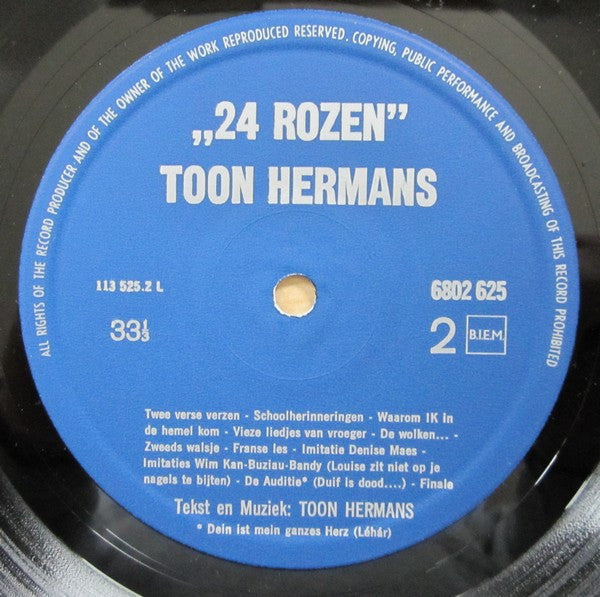 ALL RIGHTS OF THE RECORD PRODUCER AND OF THE OWNER OF THE WORK REPRODUCED RESERVED. COPYING, PUBLIC PERFORMANCE AND BROADCASTING OF THIS RECORD PROHIBITED
„24 ROZEN”
TOON HERMANS
113 525.2 L
6802 625
33⅓
2 B.I.E.M.
Twee verse verzen - Schoolherinneringen - Waarom IK in
de hemel kom - Vieze liedjes van vroeger - De wolken... -
Zweeds walsje - Franse les - Imitatie Denise Maes -
Imitaties Wim Kan-Buziau-Bandy (Louise zit niet op je
nagels te bijten) - De Auditie* (Duif is dood....) - Finale
Tekst en Muziek: TOON HERMANS
* Dein ist mein ganzes Herz (Léhár)